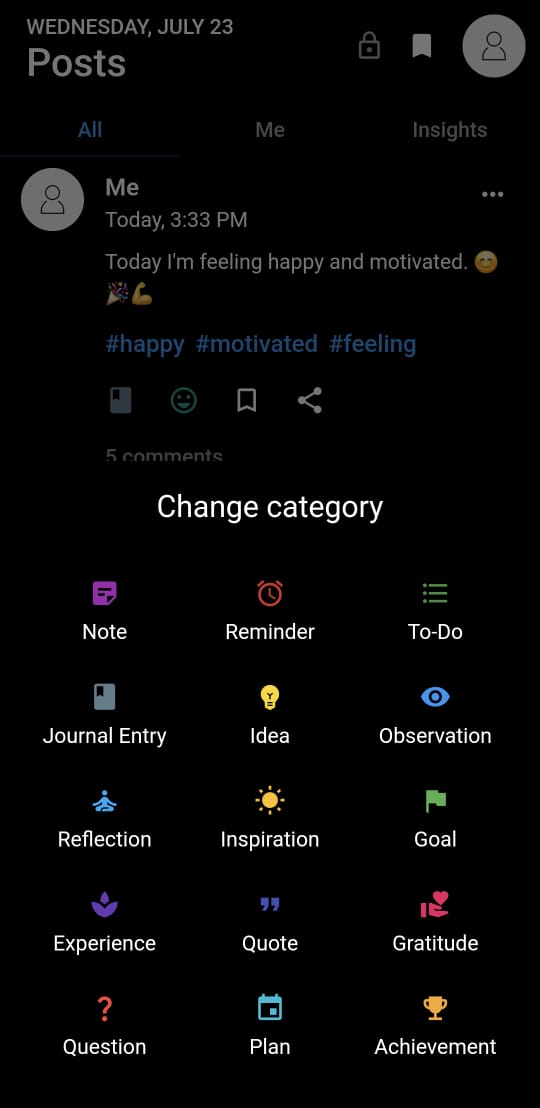 WEDNESDAY, JULY 23
Posts
All Me Insights
Me
Today, 3:33 PM
Today I'm feeling happy and motivated. 😊
🎉💪
#happy #motivated #feeling
5 comments
Change category
Note Reminder To-Do
Journal Entry Idea Observation
Reflection Inspiration Goal
Experience Quote Gratitude
Question Plan Achievement